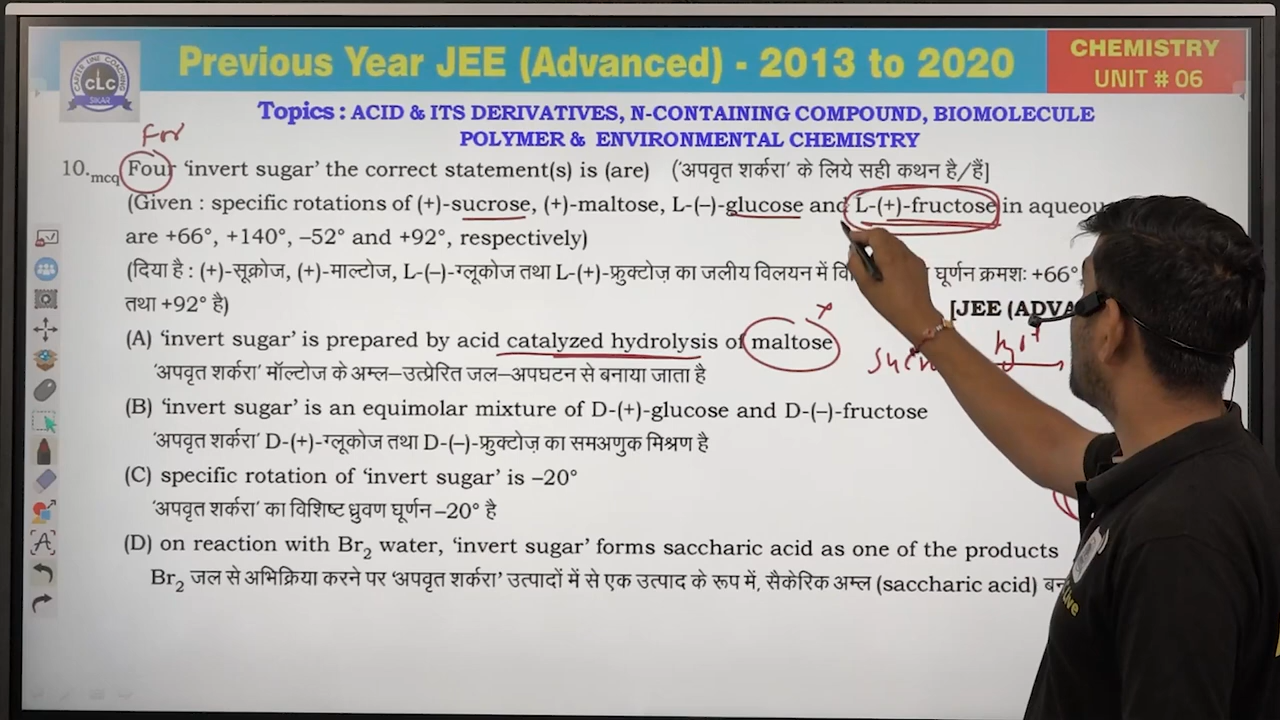 Previous Year JEE (Advanced) - 2013 to 2020
CHEMISTRY
UNIT # 06
CLC
SIKAR
Topics : ACID & ITS DERIVATIVES, N-CONTAINING COMPOUND, BIOMOLECULE
POLYMER & ENVIRONMENTAL CHEMISTRY
For
10.mcq Four 'invert sugar' the correct statement(s) is (are) ('अपवृत शर्करा' के लिये सही कथन है/हैं]
(Given : specific rotations of (+)-sucrose, (+)-maltose, L-(–)-glucose and L-(+)-fructose in aqueou
are +66°, +140°, –52° and +92°, respectively)
(दिया है : (+)-सूक्रोज, (+)-माल्टोज, L-(–)-ग्लूकोज तथा L-(+)-फ्रुक्टोज़ का जलीय विलयन में वि घूर्णन क्रमशः +66°
तथा +92° है)
[JEE (ADVA
(A) 'invert sugar' is prepared by acid catalyzed hydrolysis of maltose
'अपवृत शर्करा' मॉल्टोज के अम्ल–उत्प्रेरित जल–अपघटन से बनाया जाता है
(B) 'invert sugar' is an equimolar mixture of D-(+)-glucose and D-(–)-fructose
'अपवृत शर्करा' D-(+)-ग्लूकोज तथा D-(–)-फ्रुक्टोज़ का समअणुक मिश्रण है
(C) specific rotation of 'invert sugar' is –20°
'अपवृत शर्करा' का विशिष्ट ध्रुवण घूर्णन –20° है
(D) on reaction with Br2 water, 'invert sugar' forms saccharic acid as one of the products
Br2 जल से अभिक्रिया करने पर 'अपवृत शर्करा' उत्पादों में से एक उत्पाद के रूप में, सैकेरिक अम्ल (saccharic acid) बन
Live